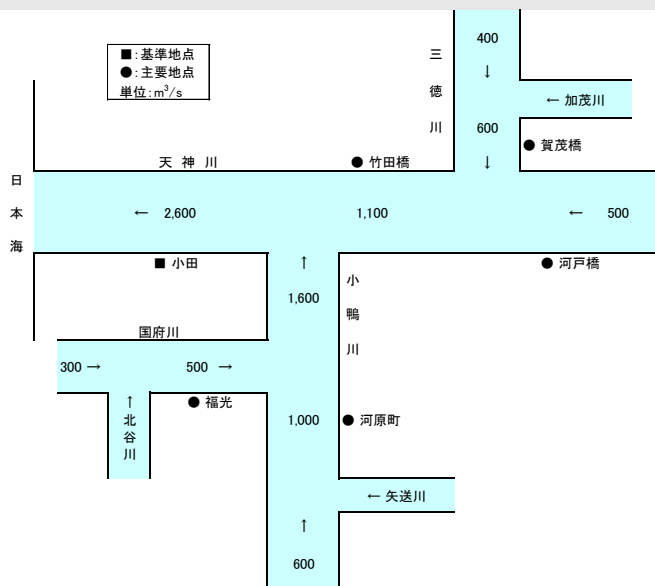 ■:基準地点
●:主要地点
単位:m³/s
三徳川
400
↓
← 加茂川
600
↓
● 賀茂橋
天神川
● 竹田橋
日本海
← 2,600
1,100
← 500
■ 小田
↑
● 河戸橋
1,600
小鴨川
国府川
300 →
500 →
↑
北谷川
● 福光
1,000
● 河原町
← 矢送川
↑
600